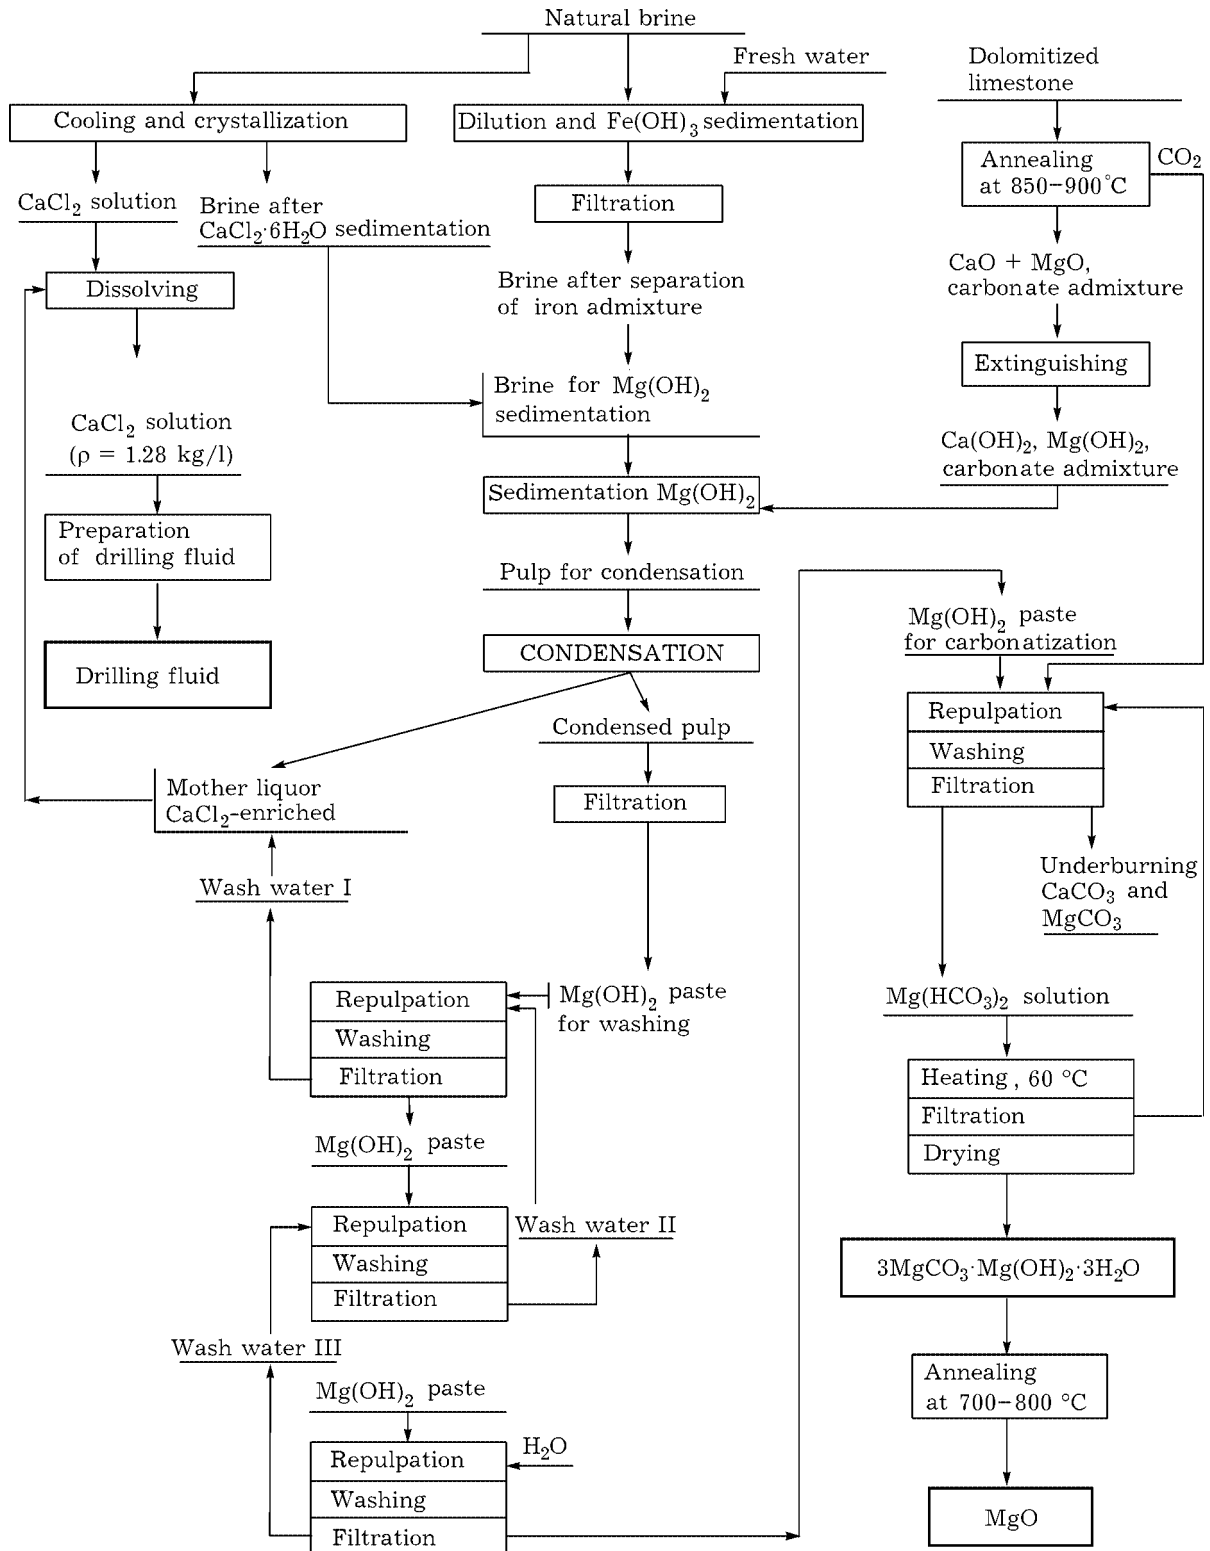 Natural brine
Fresh water
Dolomitized
limestone
Cooling and crystallization
Dilution and Fe(OH)3 sedimentation
Annealing
at 850–900°C
CO2
CaCl2 solution
Brine after
CaCl2·6H2O sedimentation
Filtration
Dissolving
Brine after separation
of iron admixture
CaO + MgO,
carbonate admixture
Extinguishing
Brine for Mg(OH)2
sedimentation
CaCl2 solution
(ρ = 1.28 kg/l)
Ca(OH)2, Mg(OH)2,
carbonate admixture
Sedimentation Mg(OH)2
Preparation
of drilling fluid
Pulp for condensation
Mg(OH)2 paste
for carbonatization
CONDENSATION
Drilling fluid
Condensed pulp
Repulpation
Washing
Filtration
Mother liquor
CaCl2-enriched
Filtration
Underburning
CaCO3 and
MgCO3
Wash water I
Repulpation
Washing
Filtration
Mg(OH)2 paste
for washing
Mg(HCO3)2 solution
Heating, 60 °C
Filtration
Drying
Mg(OH)2 paste
Repulpation
Washing
Filtration
Wash water II
3MgCO3·Mg(OH)2·3H2O
Wash water III
Mg(OH)2 paste
Annealing
at 700–800 °C
H2O
Repulpation
Washing
Filtration
MgO